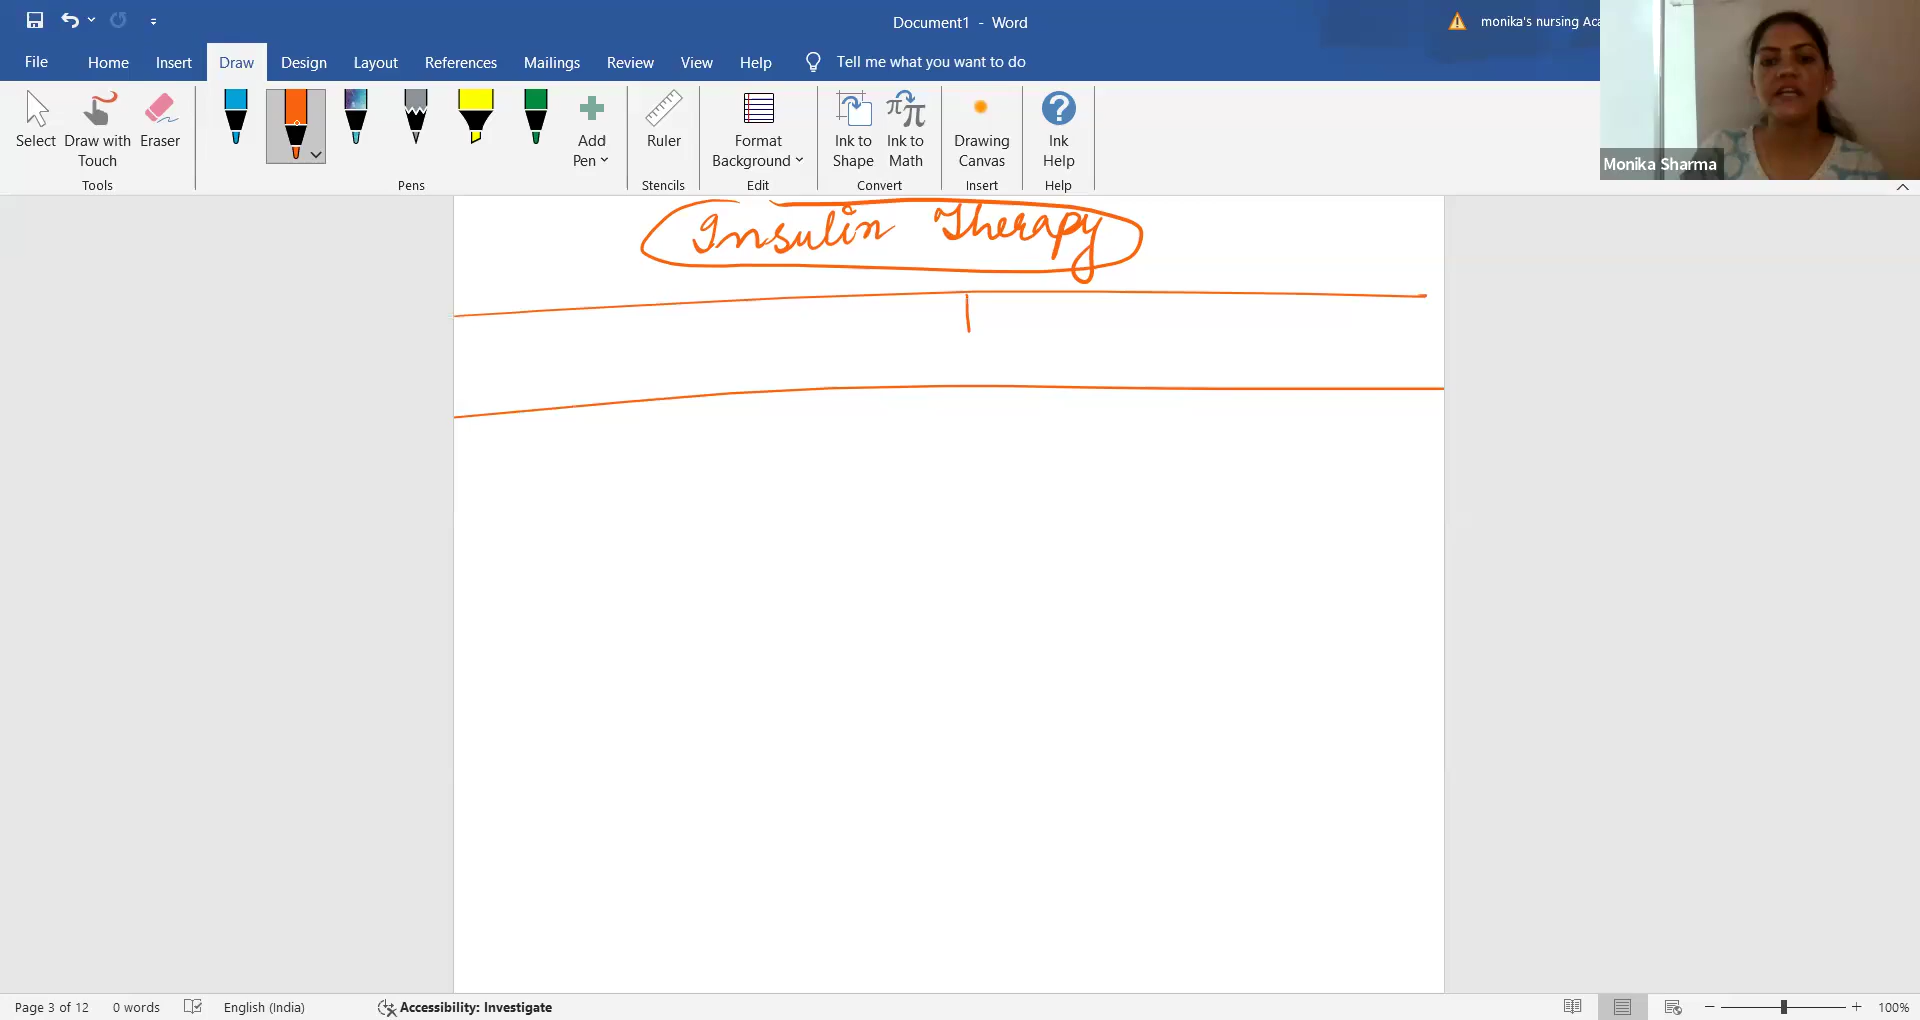 Document1 - Word
monika's nursing Aca
File Home Insert Draw Design Layout References Mailings Review View Help Tell me what you want to do
Select Draw with Touch Eraser Add Pen Ruler Format Background Ink to Shape Ink to Math Drawing Canvas Ink Help
Tools Pens Stencils Edit Convert Insert Help
Monika Sharma
Insulin Therapy
Page 3 of 12 0 words English (India) Accessibility: Investigate 100%